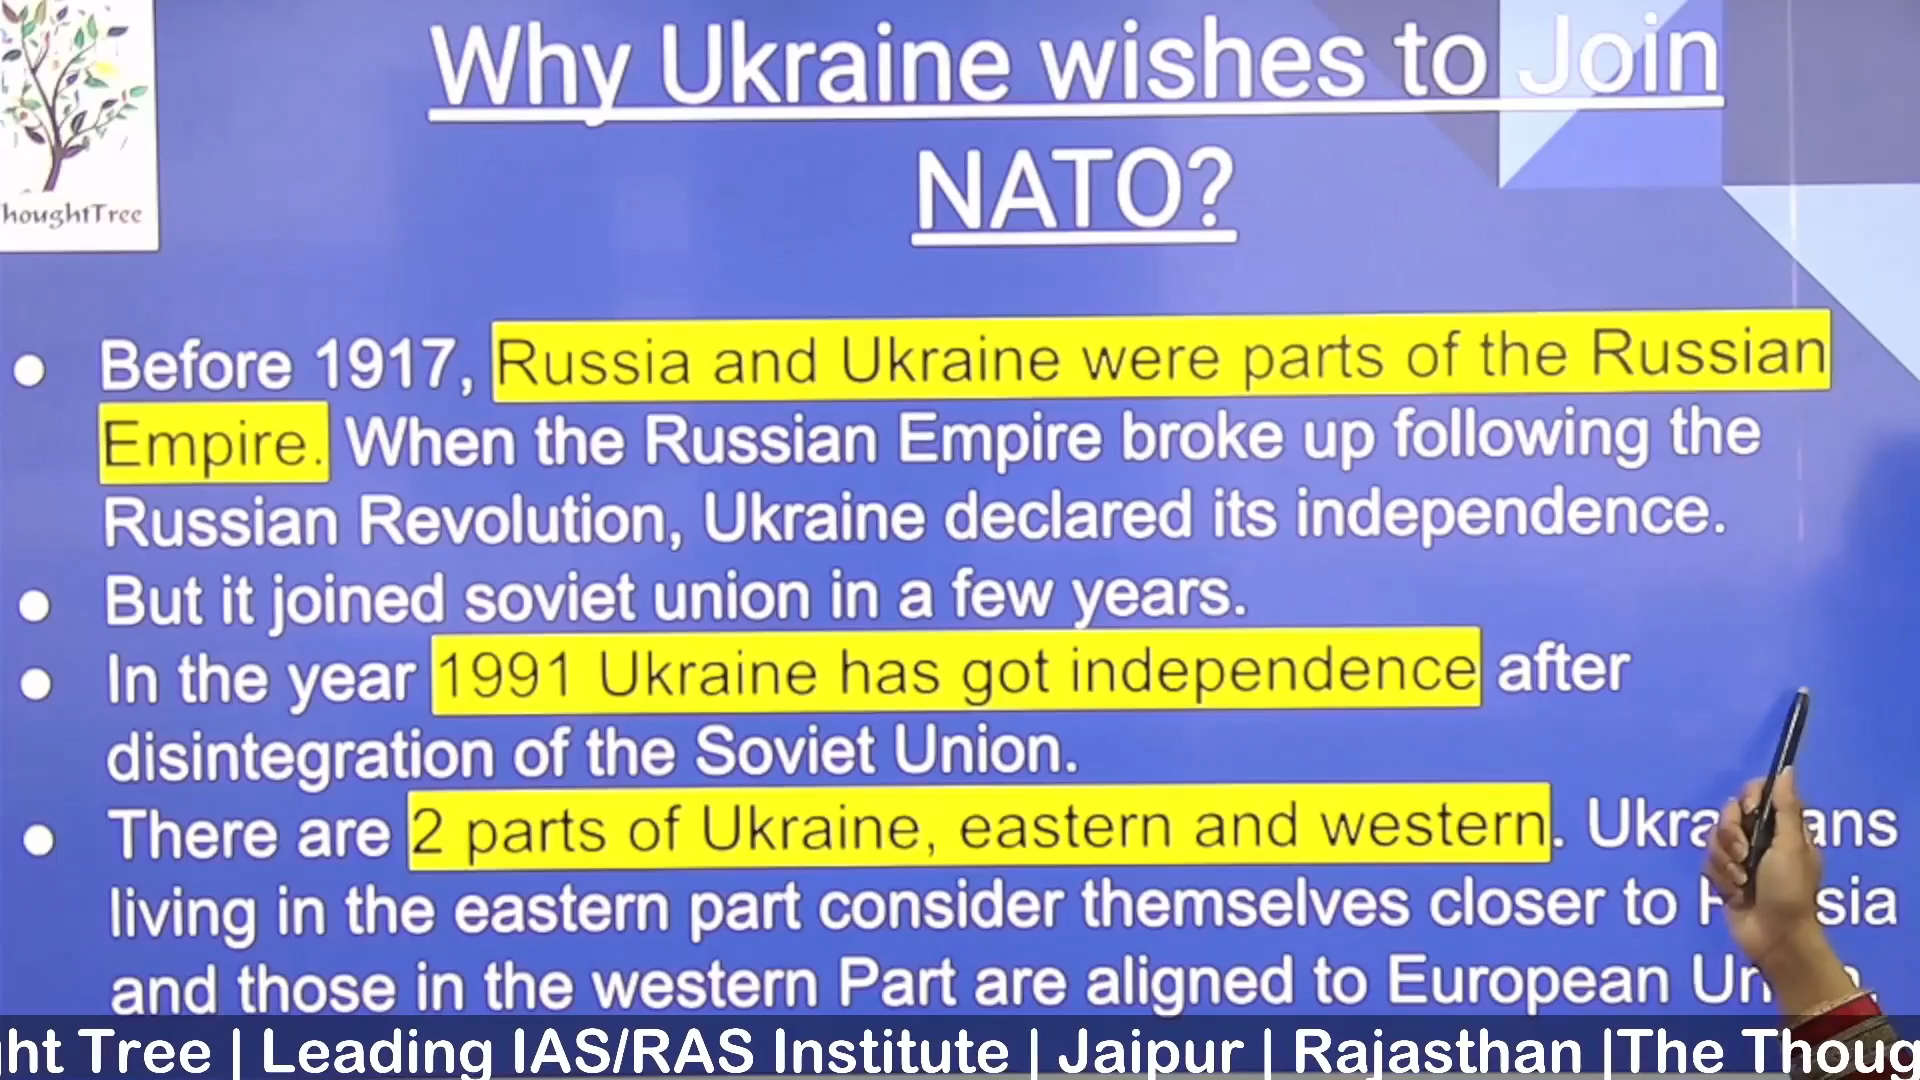 Why Ukraine wishes to Join
NATO?
houghtTree
● Before 1917, Russia and Ukraine were parts of the Russian
Empire. When the Russian Empire broke up following the
Russian Revolution, Ukraine declared its independence.
● But it joined soviet union in a few years.
● In the year 1991 Ukraine has got independence after
disintegration of the Soviet Union.
● There are 2 parts of Ukraine, eastern and western.
living in the eastern part consider themselves closer to
and those in the western Part are aligned to European
ht Tree | Leading IAS/RAS Institute | Jaipur | Rajasthan |The Thoug